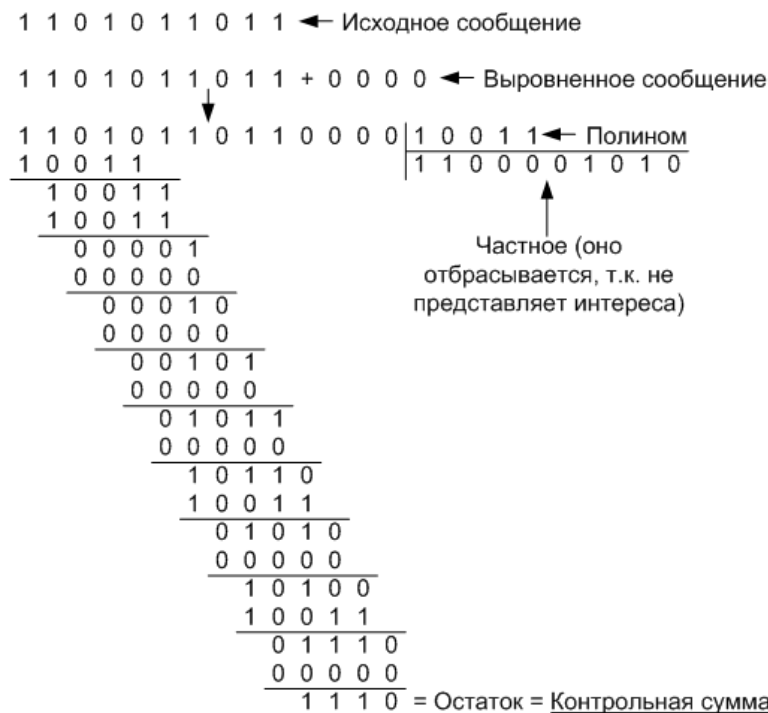 1 1 0 1 0 1 1 0 1 1 ← Исходное сообщение
1 1 0 1 0 1 1 0 1 1 + 0 0 0 0 ← Выровненное сообщение
1 1 0 1 0 1 1 0 1 1 0 0 0 0 1 0 0 1 1 ← Полином
1 0 0 1 1 1 1 0 0 0 0 1 0 1 0
1 0 0 1 1
1 0 0 1 1
0 0 0 0 1
0 0 0 0 0
0 0 0 1 0
0 0 0 0 0
0 0 1 0 1
0 0 0 0 0
0 1 0 1 1
0 0 0 0 0
1 0 1 1 0
1 0 0 1 1
0 1 0 1 0
0 0 0 0 0
1 0 1 0 0
1 0 0 1 1
0 1 1 1 0
0 0 0 0 0
1 1 1 0 = Остаток = Контрольная сумма
Частное (оно
отбрасывается, т.к. не
представляет интереса)